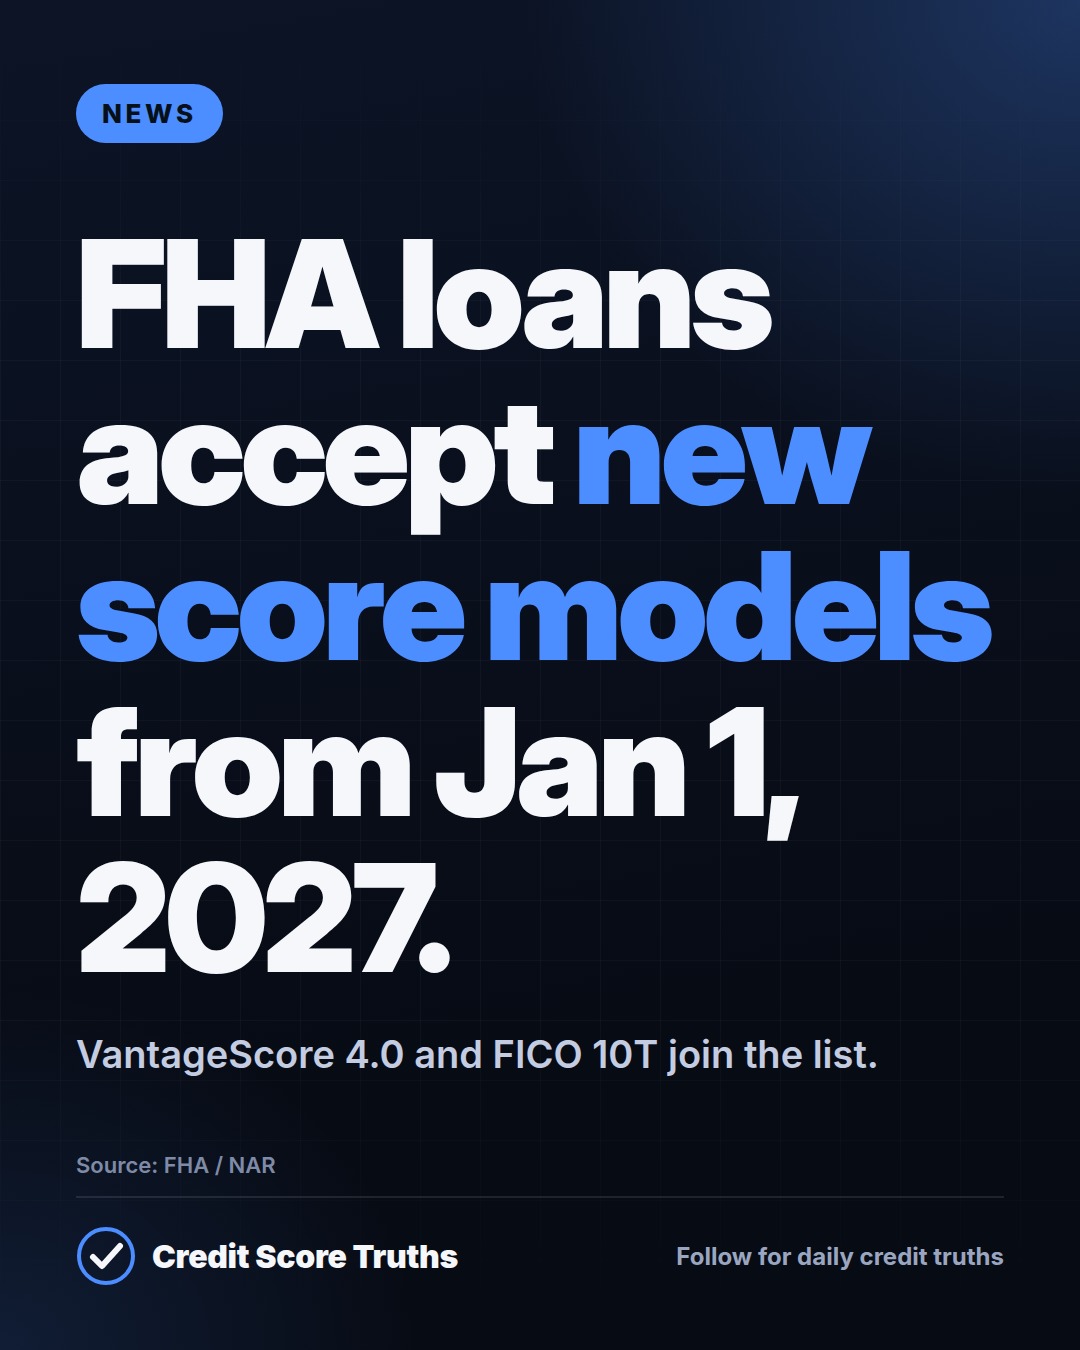 NEWS
FHA loans
accept new
score models
from Jan 1,
2027.
VantageScore 4.0 and FICO 10T join the list.
Source: FHA / NAR
Credit Score Truths
Follow for daily credit truths